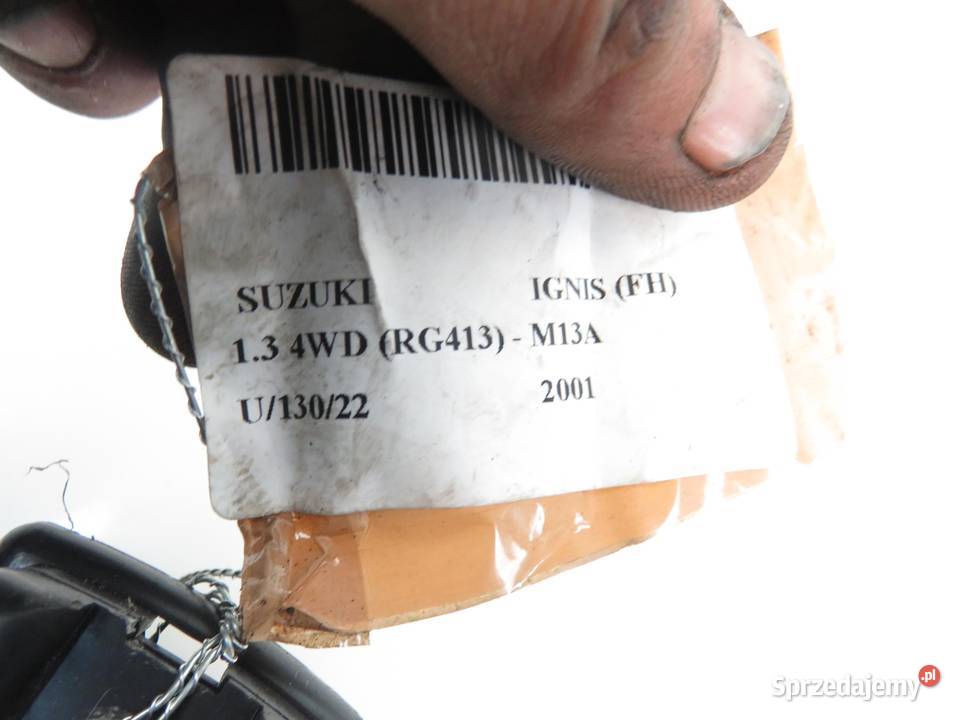 SUZUKI IGNIS (FH)
1.3 4WD (RG413) - M13A
U/130/22 2001
Sprzedajemy.pl